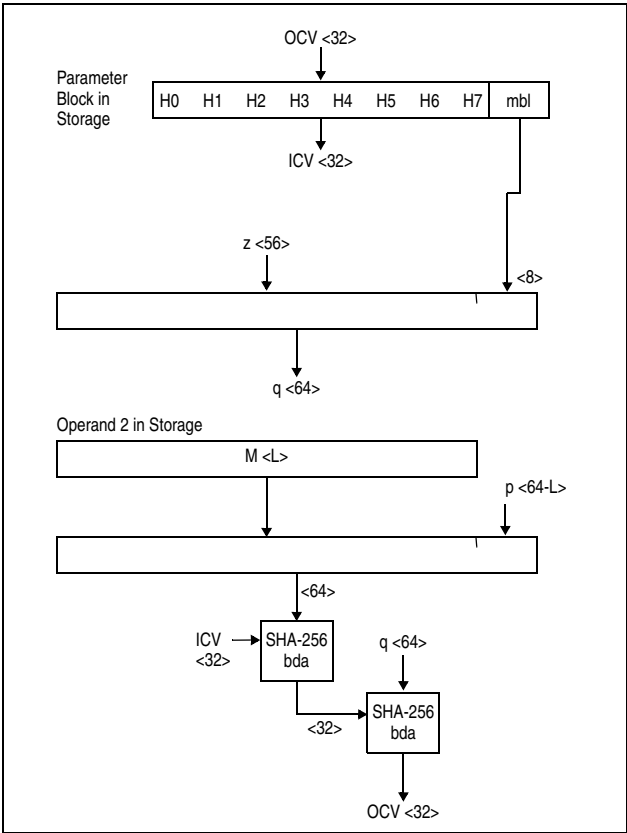 OCV <32>
Parameter
Block in
Storage
H0 H1 H2 H3 H4 H5 H6 H7 mbl
ICV <32>
z <56>
<8>
q <64>
Operand 2 in Storage
M <L>
p <64-L>
<64>
ICV
<32>
SHA-256
bda
q <64>
<32>
SHA-256
bda
OCV <32>